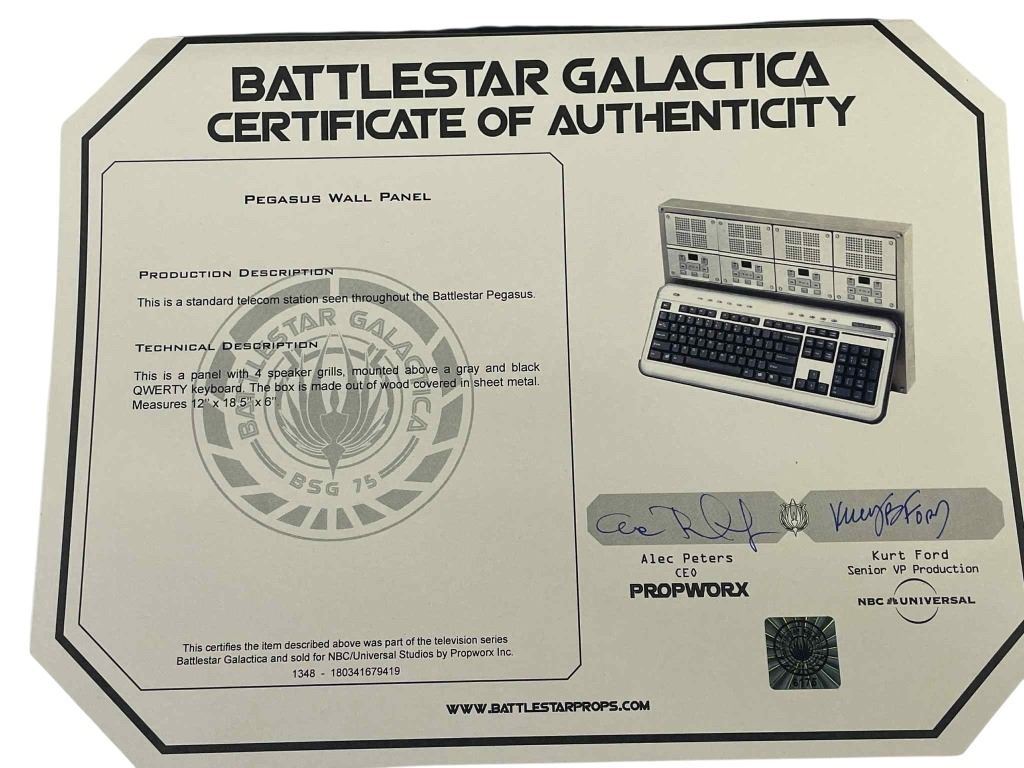 BATTLESTAR GALACTICA
CERTIFICATE OF AUTHENTICITY
PEGASUS WALL PANEL
PRODUCTION DESCRIPTION
This is a standard telecom station seen throughout the Battlestar Pegasus.
TECHNICAL DESCRIPTION
This is a panel with 4 speaker grills, mounted above a gray and black
QWERTY keyboard. The box is made out of wood covered in sheet metal.
Measures 12" x 18.5" x 6"
BATTLESTAR GALACTICA
BSG 75
This certifies the item described above was part of the television series
Battlestar Galactica and sold for NBC/Universal Studios by Propworx Inc.
1348 - 180341679419
Alec Peters
CEO
PROPWORX
Kurt Ford
Senior VP Production
NBC UNIVERSAL
WWW.BATTLESTARPROPS.COM